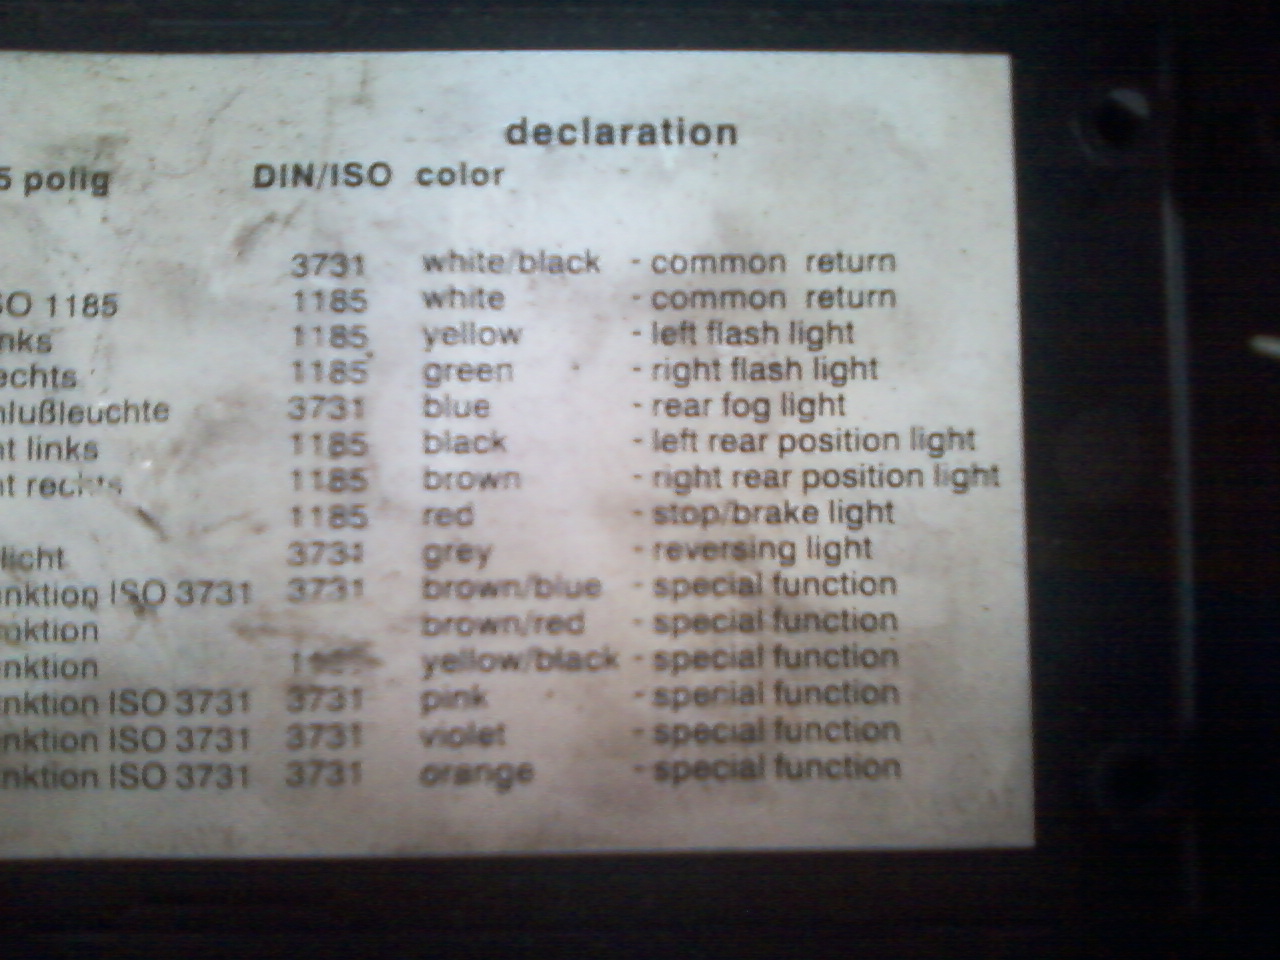 declaration
5 polig DIN/ISO color
3731 white/black - common return
SO 1185 1185 white - common return
nks 1185 yellow - left flash light
echts 1185 green - right flash light
hlußleuchte 3731 blue - rear fog light
ht links 1185 black - left rear position light
ht rechts 1185 brown - right rear position light
1185 red - stop/brake light
licht 3731 grey - reversing light
nktion ISO 3731 3731 brown/blue - special function
nktion brown/red - special function
nktion yellow/black - special function
nktion ISO 3731 3731 pink - special function
nktion ISO 3731 3731 violet - special function
nktion ISO 3731 3731 orange - special function